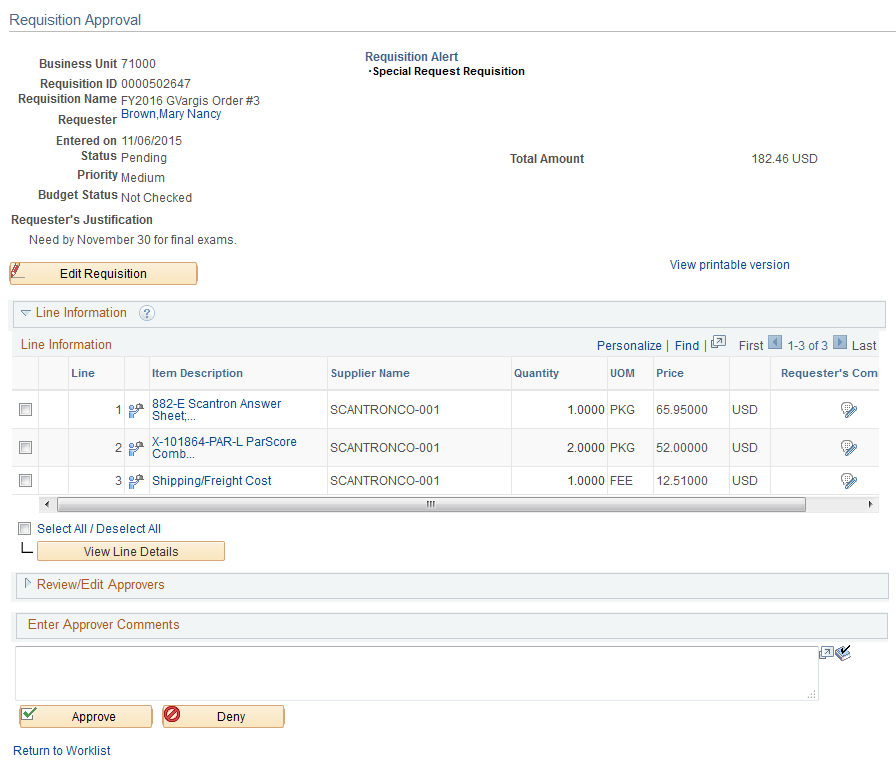 Requisition Approval
Business Unit 71000
Requisition Alert
·Special Request Requisition
Requisition ID 0000502647
Requisition Name FY2016 GVargis Order #3
Requester Brown,Mary Nancy
Entered on 11/06/2015
Status Pending
Total Amount 182.46 USD
Priority Medium
Budget Status Not Checked
Requester's Justification
Need by November 30 for final exams.
Edit Requisition
View printable version
Line Information ?
Line Information Personalize | Find | First 1-3 of 3 Last
Line Item Description Supplier Name Quantity UOM Price Requester's Com
1 882-E Scantron Answer Sheet;... SCANTRONCO-001 1.0000 PKG 65.95000 USD
2 X-101864-PAR-L ParScore Comb... SCANTRONCO-001 2.0000 PKG 52.00000 USD
3 Shipping/Freight Cost SCANTRONCO-001 1.0000 FEE 12.51000 USD
Select All / Deselect All
View Line Details
Review/Edit Approvers
Enter Approver Comments
Approve Deny
Return to Worklist